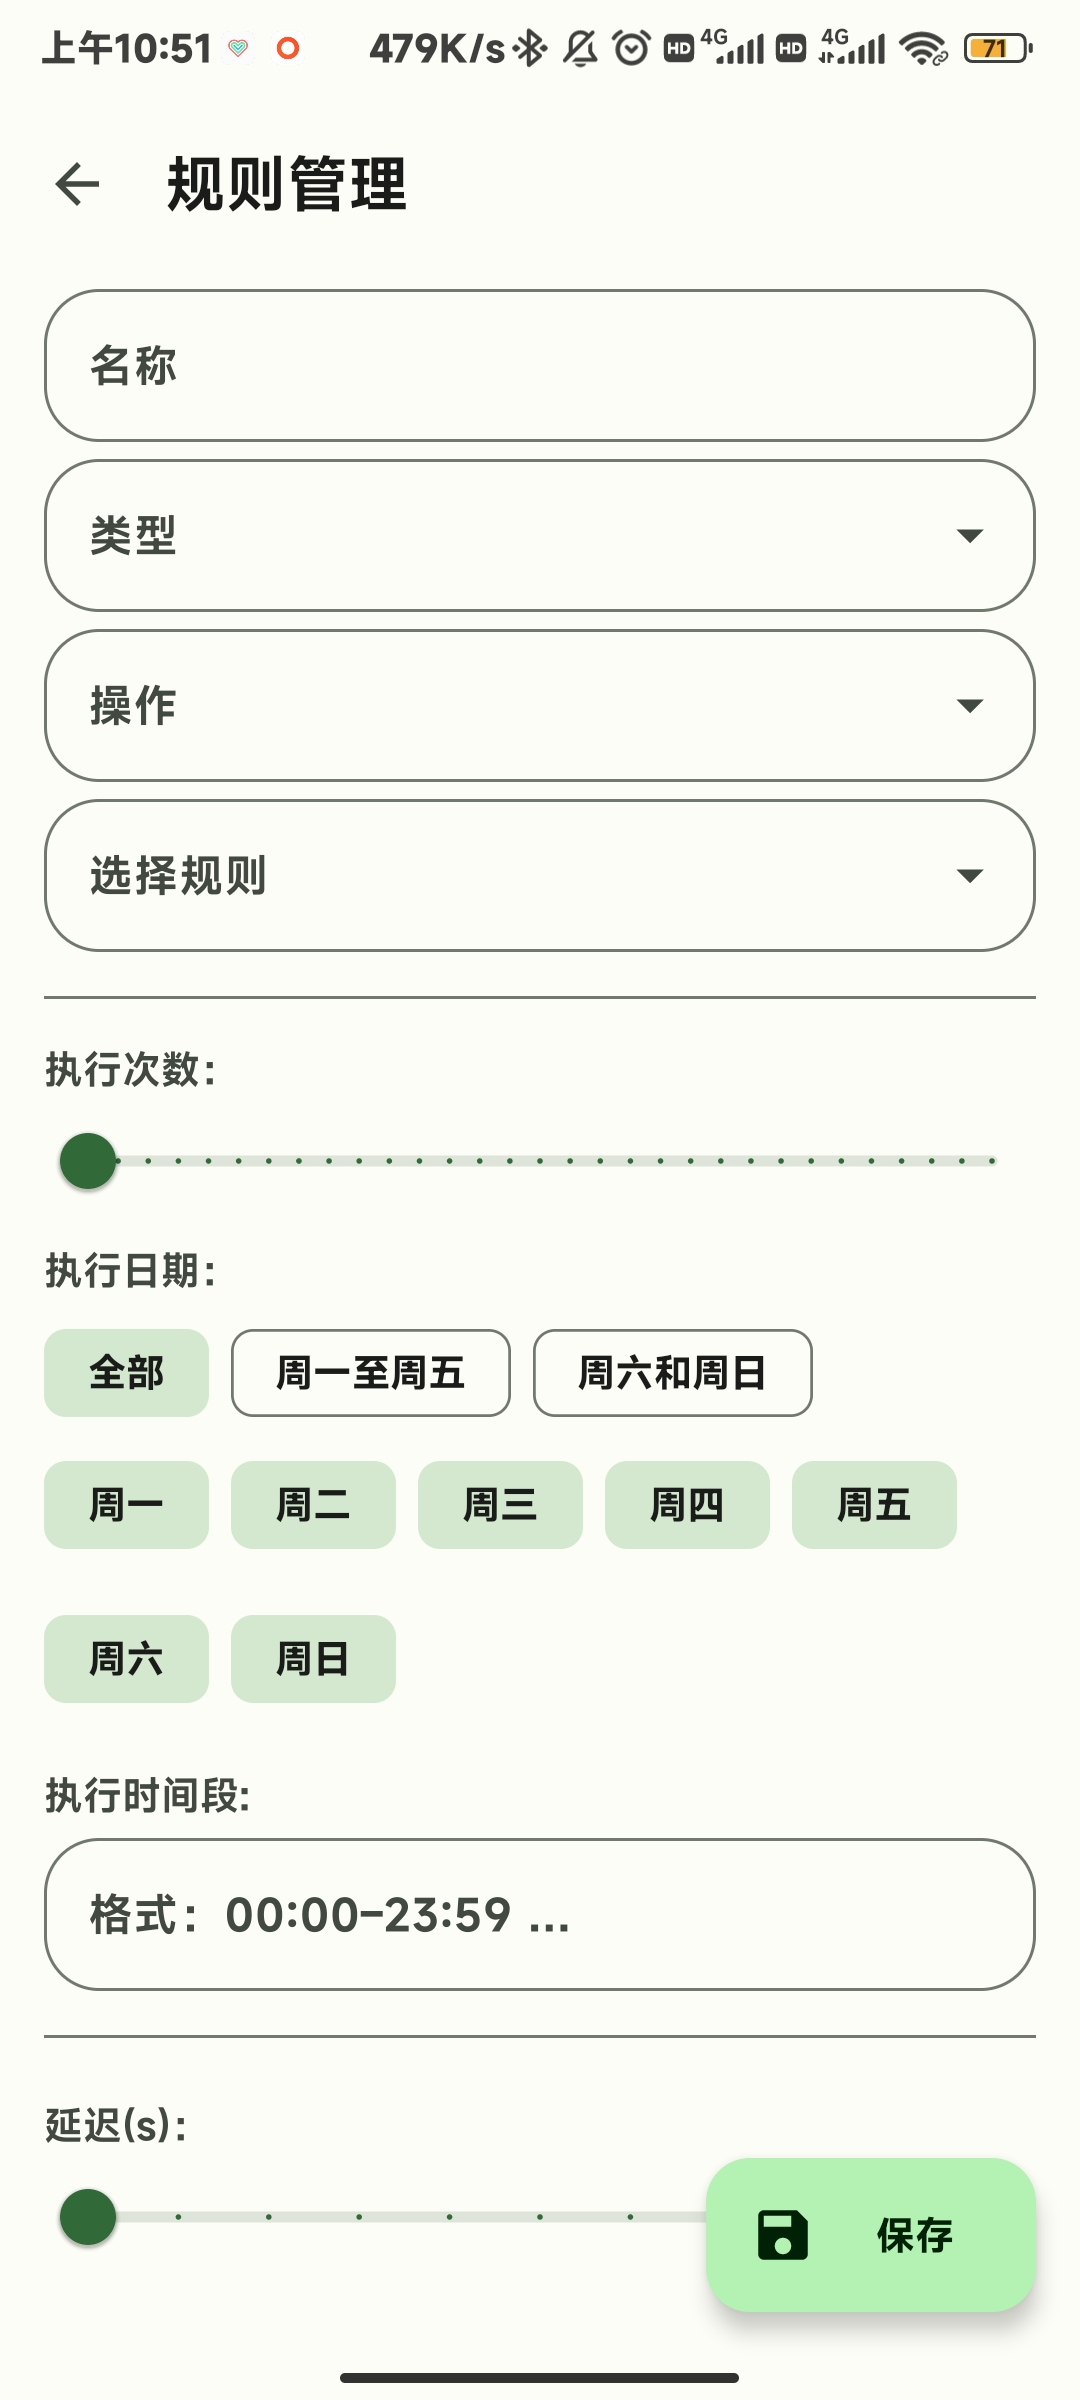 上午10:51 479K/s HD 4G HD 4G 71
规则管理
名称
类型
操作
选择规则
执行次数：
执行日期：
全部 周一至周五 周六和周日
周一 周二 周三 周四 周五
周六 周日
执行时间段:
格式：00:00-23:59 ...
延迟(s)：
保存